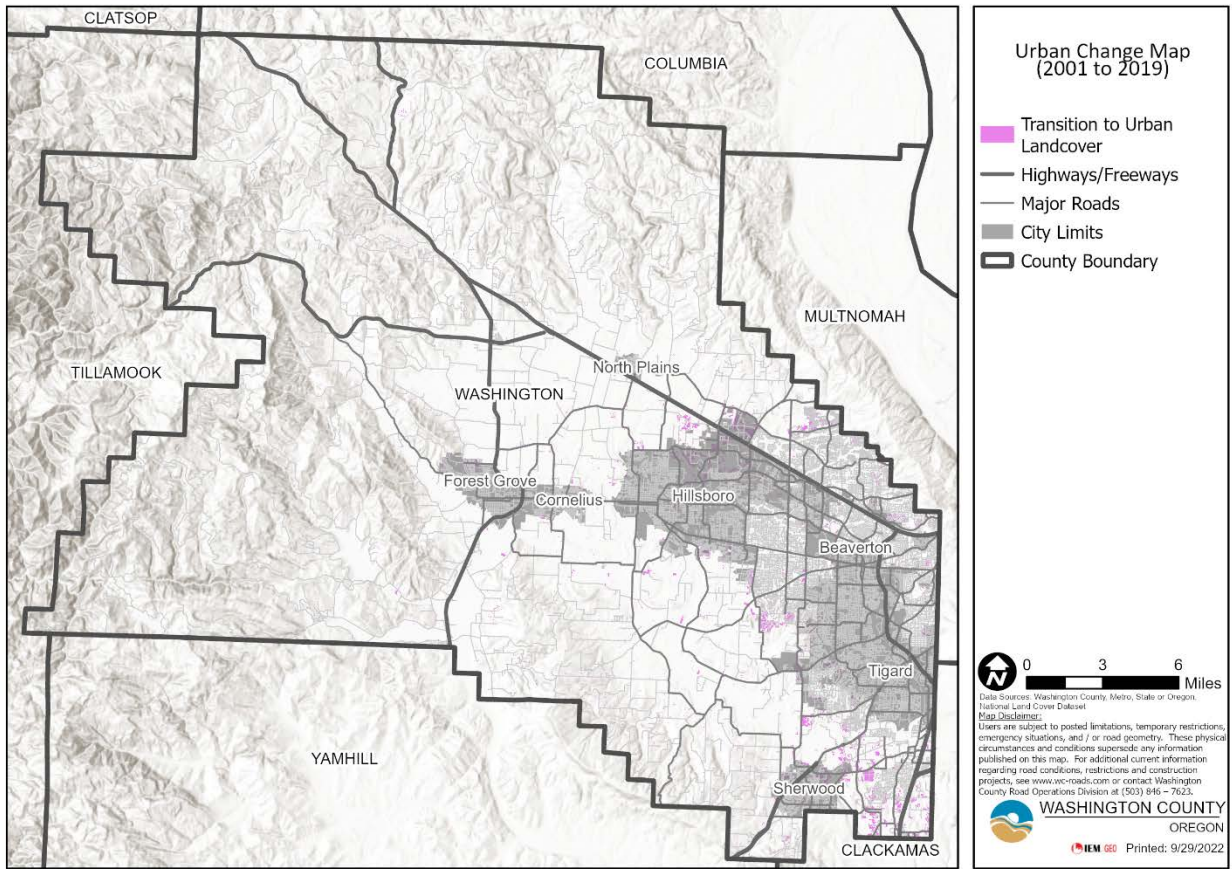 CLATSOP
COLUMBIA
MULTNOMAH
TILLAMOOK
North Plains
WASHINGTON
Forest Grove
Cornelius
Hillsboro
Beaverton
Tigard
YAMHILL
Sherwood
CLACKAMAS
Urban Change Map
(2001 to 2019)
Transition to Urban
Landcover
Highways/Freeways
Major Roads
City Limits
County Boundary
N
0 3 6
Miles
Data Sources: Washington County, Metro, State or Oregon,
National Land Cover Dataset
Map Disclaimer:
Users are subject to posted limitations, temporary restrictions,
emergency situations, and / or road geometry. These physical
circumstances and conditions supersede any information
published on this map. For additional current information
regarding road conditions, restrictions and construction
projects, see www.wc-roads.com or contact Washington
County Road Operations Division at (503) 846 – 7623.
WASHINGTON COUNTY
OREGON
IEM GEO Printed: 9/29/2022